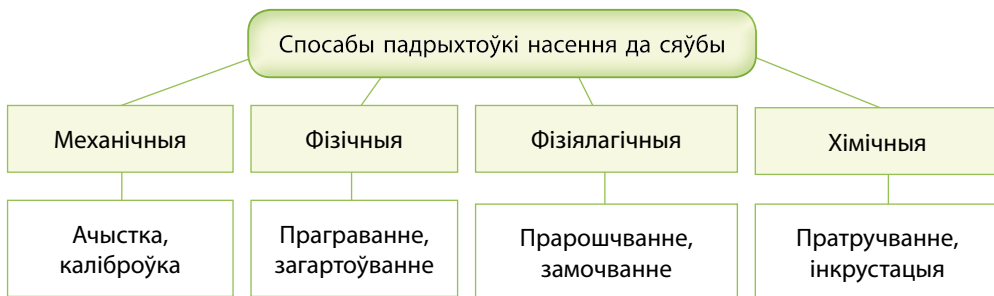 Спосабы падрыхтоўкі насення да сяўбы
Механічныя
Фізічныя
Фізіялагічныя
Хімічныя
Ачыстка,
каліброўка
Праграванне,
загартоўванне
Прарошчванне,
замочванне
Пратручванне,
інкрустацыя